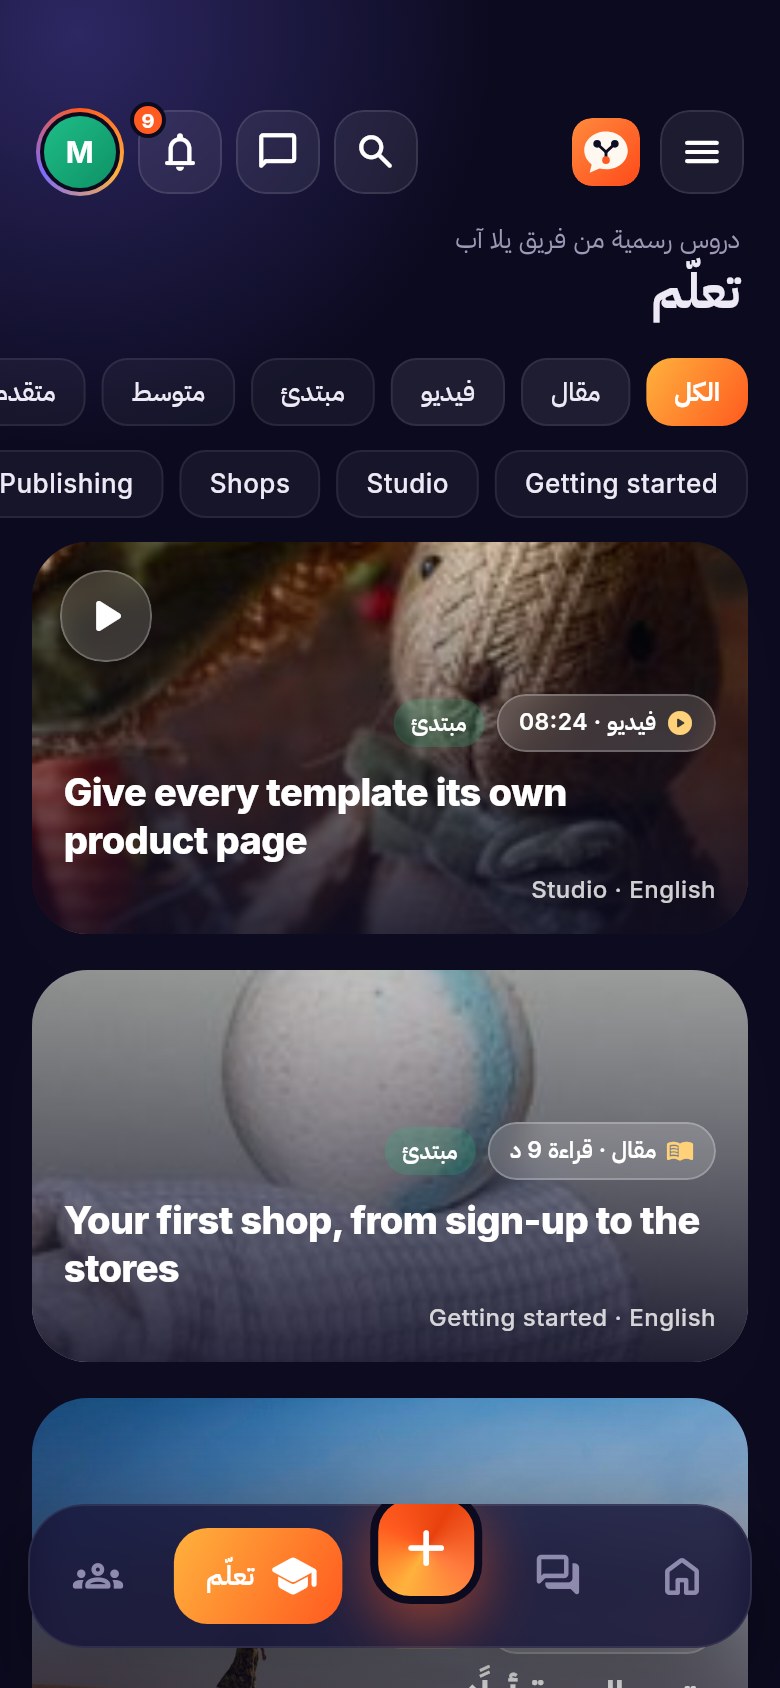 M
9
دروس رسمية من فريق يلا آب
تعلّم
الكل
مقال
فيديو
مبتدئ
متوسط
Getting started
Studio
Shops
Publishing
فيديو · 08:24
مبتدئ
Give every template its own
product page
Studio · English
مقال · قراءة 9 د
مبتدئ
Your first shop, from sign-up to the
stores
Getting started · English
تعلّم